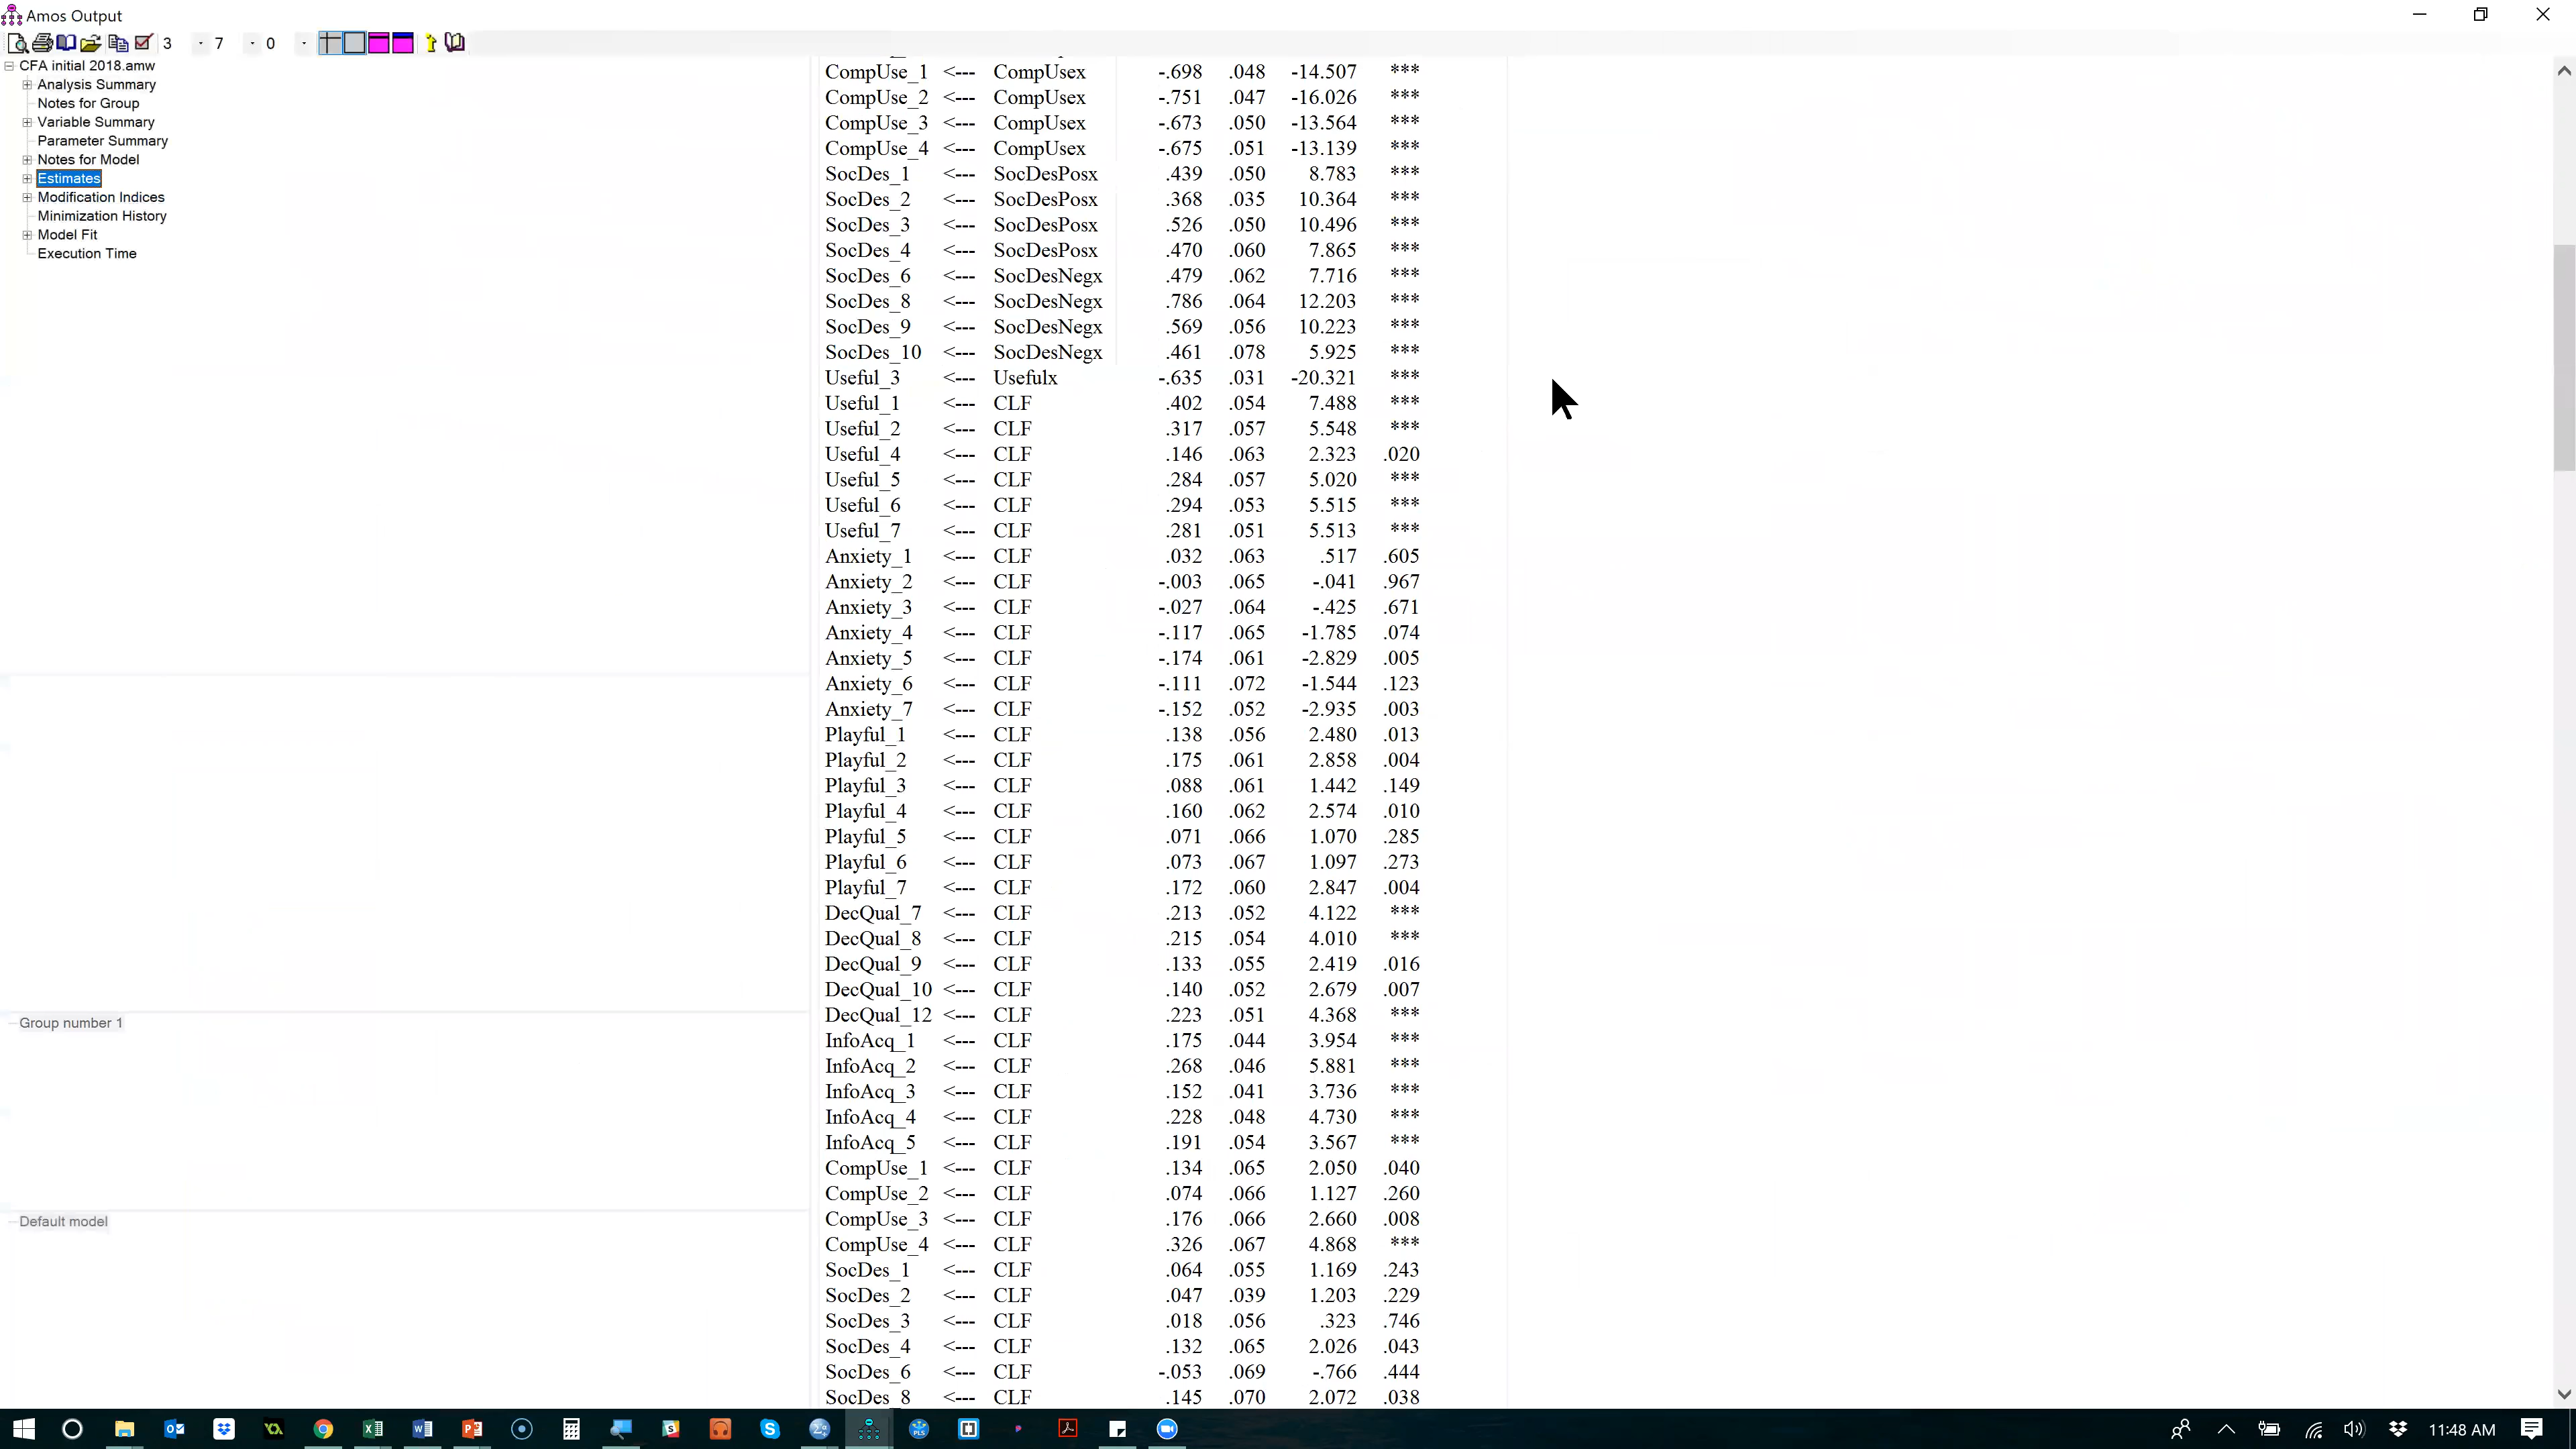 Amos Output
3 7 0
CFA initial 2018.amw
Analysis Summary
Notes for Group
Variable Summary
Parameter Summary
Notes for Model
Estimates
Modification Indices
Minimization History
Model Fit
Execution Time
Group number 1
Default model
CompUse_1 <--- CompUsex -.698 .048 -14.507 ***
CompUse_2 <--- CompUsex -.751 .047 -16.026 ***
CompUse_3 <--- CompUsex -.673 .050 -13.564 ***
CompUse_4 <--- CompUsex -.675 .051 -13.139 ***
SocDes_1 <--- SocDesPosx .439 .050 8.783 ***
SocDes_2 <--- SocDesPosx .368 .035 10.364 ***
SocDes_3 <--- SocDesPosx .526 .050 10.496 ***
SocDes_4 <--- SocDesPosx .470 .060 7.865 ***
SocDes_6 <--- SocDesNegx .479 .062 7.716 ***
SocDes_8 <--- SocDesNegx .786 .064 12.203 ***
SocDes_9 <--- SocDesNegx .569 .056 10.223 ***
SocDes_10 <--- SocDesNegx .461 .078 5.925 ***
Useful_3 <--- Usefulx -.635 .031 -20.321 ***
Useful_1 <--- CLF .402 .054 7.488 ***
Useful_2 <--- CLF .317 .057 5.548 ***
Useful_4 <--- CLF .146 .063 2.323 .020
Useful_5 <--- CLF .284 .057 5.020 ***
Useful_6 <--- CLF .294 .053 5.515 ***
Useful_7 <--- CLF .281 .051 5.513 ***
Anxiety_1 <--- CLF .032 .063 .517 .605
Anxiety_2 <--- CLF -.003 .065 -.041 .967
Anxiety_3 <--- CLF -.027 .064 -.425 .671
Anxiety_4 <--- CLF -.117 .065 -1.785 .074
Anxiety_5 <--- CLF -.174 .061 -2.829 .005
Anxiety_6 <--- CLF -.111 .072 -1.544 .123
Anxiety_7 <--- CLF -.152 .052 -2.935 .003
Playful_1 <--- CLF .138 .056 2.480 .013
Playful_2 <--- CLF .175 .061 2.858 .004
Playful_3 <--- CLF .088 .061 1.442 .149
Playful_4 <--- CLF .160 .062 2.574 .010
Playful_5 <--- CLF .071 .066 1.070 .285
Playful_6 <--- CLF .073 .067 1.097 .273
Playful_7 <--- CLF .172 .060 2.847 .004
DecQual_7 <--- CLF .213 .052 4.122 ***
DecQual_8 <--- CLF .215 .054 4.010 ***
DecQual_9 <--- CLF .133 .055 2.419 .016
DecQual_10 <--- CLF .140 .052 2.679 .007
DecQual_12 <--- CLF .223 .051 4.368 ***
InfoAcq_1 <--- CLF .175 .044 3.954 ***
InfoAcq_2 <--- CLF .268 .046 5.881 ***
InfoAcq_3 <--- CLF .152 .041 3.736 ***
InfoAcq_4 <--- CLF .228 .048 4.730 ***
InfoAcq_5 <--- CLF .191 .054 3.567 ***
CompUse_1 <--- CLF .134 .065 2.050 .040
CompUse_2 <--- CLF .074 .066 1.127 .260
CompUse_3 <--- CLF .176 .066 2.660 .008
CompUse_4 <--- CLF .326 .067 4.868 ***
SocDes_1 <--- CLF .064 .055 1.169 .243
SocDes_2 <--- CLF .047 .039 1.203 .229
SocDes_3 <--- CLF .018 .056 .323 .746
SocDes_4 <--- CLF .132 .065 2.026 .043
SocDes_6 <--- CLF -.053 .069 -.766 .444
SocDes_8 <--- CLF .145 .070 2.072 .038
11:48 AM